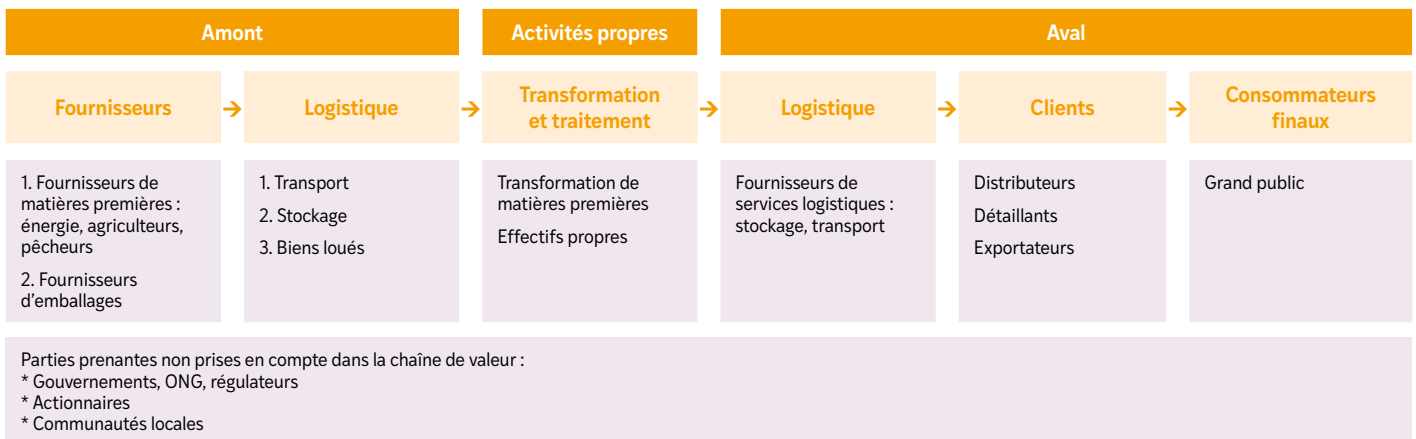 Amont
Activités propres
Aval
Fournisseurs
→
Logistique
→
Transformation
et traitement
→
Logistique
→
Clients
→
Consommateurs
finaux
1. Fournisseurs de
matières premières :
énergie, agriculteurs,
pêcheurs
2. Fournisseurs
d’emballages
1. Transport
2. Stockage
3. Biens loués
Transformation de
matières premières
Effectifs propres
Fournisseurs de
services logistiques :
stockage, transport
Distributeurs
Détaillants
Exportateurs
Grand public
Parties prenantes non prises en compte dans la chaîne de valeur :
* Gouvernements, ONG, régulateurs
* Actionnaires
* Communautés locales